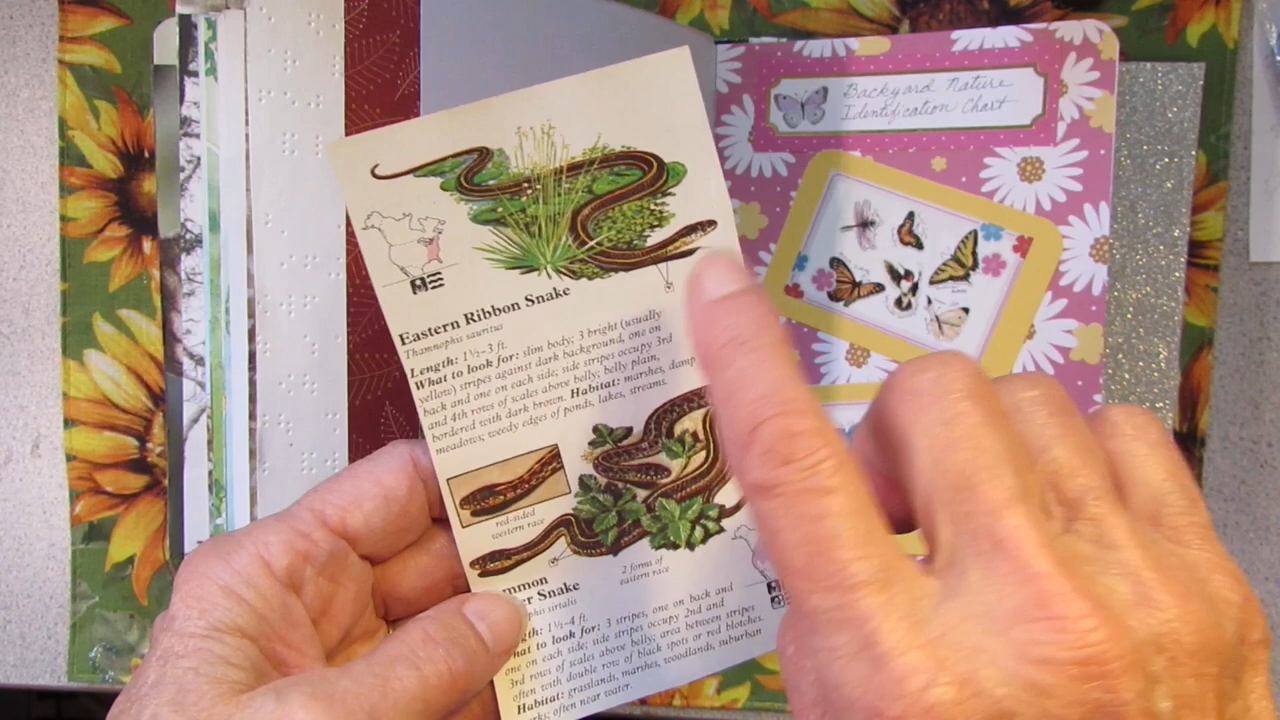 Backyard Nature
Identification Chart
Eastern Ribbon Snake
Thamnophis sauritus
Length: 1½–3 ft.
What to look for: slim body; 3 bright (usually
yellow) stripes against dark background, one on
back and one on each side; side stripes occupy 3rd
and 4th rows of scales above belly; belly plain,
bordered with dark brown. Habitat: marshes, damp
meadows; weedy edges of ponds, lakes, streams.
red-sided
western race
2 forms of
eastern race
mmon
er Snake
phis sirtalis
gth: 1½–4 ft.
hat to look for: 3 stripes, one on back and
one on each side; side stripes occupy 2nd and
3rd rows of scales above belly; area between stripes
often with double row of black spots or red blotches.
Habitat: grasslands, marshes, woodlands, suburban
rks; often near water.